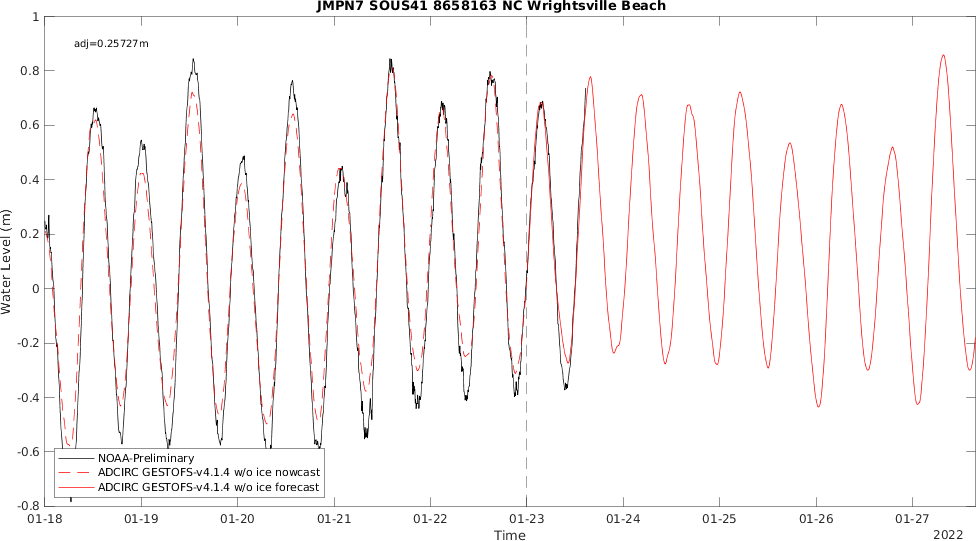 JMPN7 SOUS41 8658163 NC Wrightsville Beach
adj=0.25727m
1
0.8
0.6
0.4
0.2
0
-0.2
-0.4
-0.6
-0.8
Water Level (m)
NOAA-Preliminary
ADCIRC GESTOFS-v4.1.4 w/o ice nowcast
ADCIRC GESTOFS-v4.1.4 w/o ice forecast
01-18 01-19 01-20 01-21 01-22 01-23 01-24 01-25 01-26 01-27
Time
2022